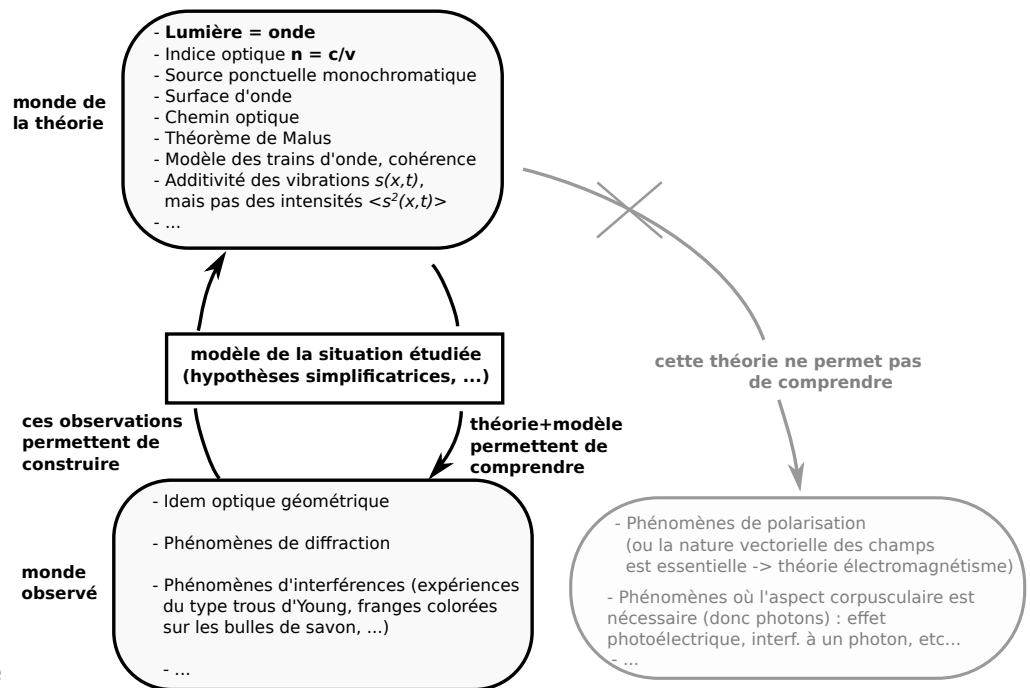 - Lumière = onde
- Indice optique n = c/v
- Source ponctuelle monochromatique
- Surface d'onde
- Chemin optique
- Théorème de Malus
- Modèle des trains d'onde, cohérence
- Additivité des vibrations s(x,t),
mais pas des intensités <s²(x,t)>
- ...
monde de
la théorie
modèle de la situation étudiée
(hypothèses simplificatrices, ...)
cette théorie ne permet pas
de comprendre
ces observations
permettent de
construire
théorie+modèle
permettent de
comprendre
- Idem optique géométrique
- Phénomènes de diffraction
- Phénomènes d'interférences (expériences
du type trous d'Young, franges colorées
sur les bulles de savon, ...)
- ...
monde
observé
- Phénomènes de polarisation
(ou la nature vectorielle des champs
est essentielle -> théorie électromagnétisme)
- Phénomènes où l'aspect corpusculaire est
nécessaire (donc photons) : effet
photoélectrique, interf. à un photon, etc...
- ...